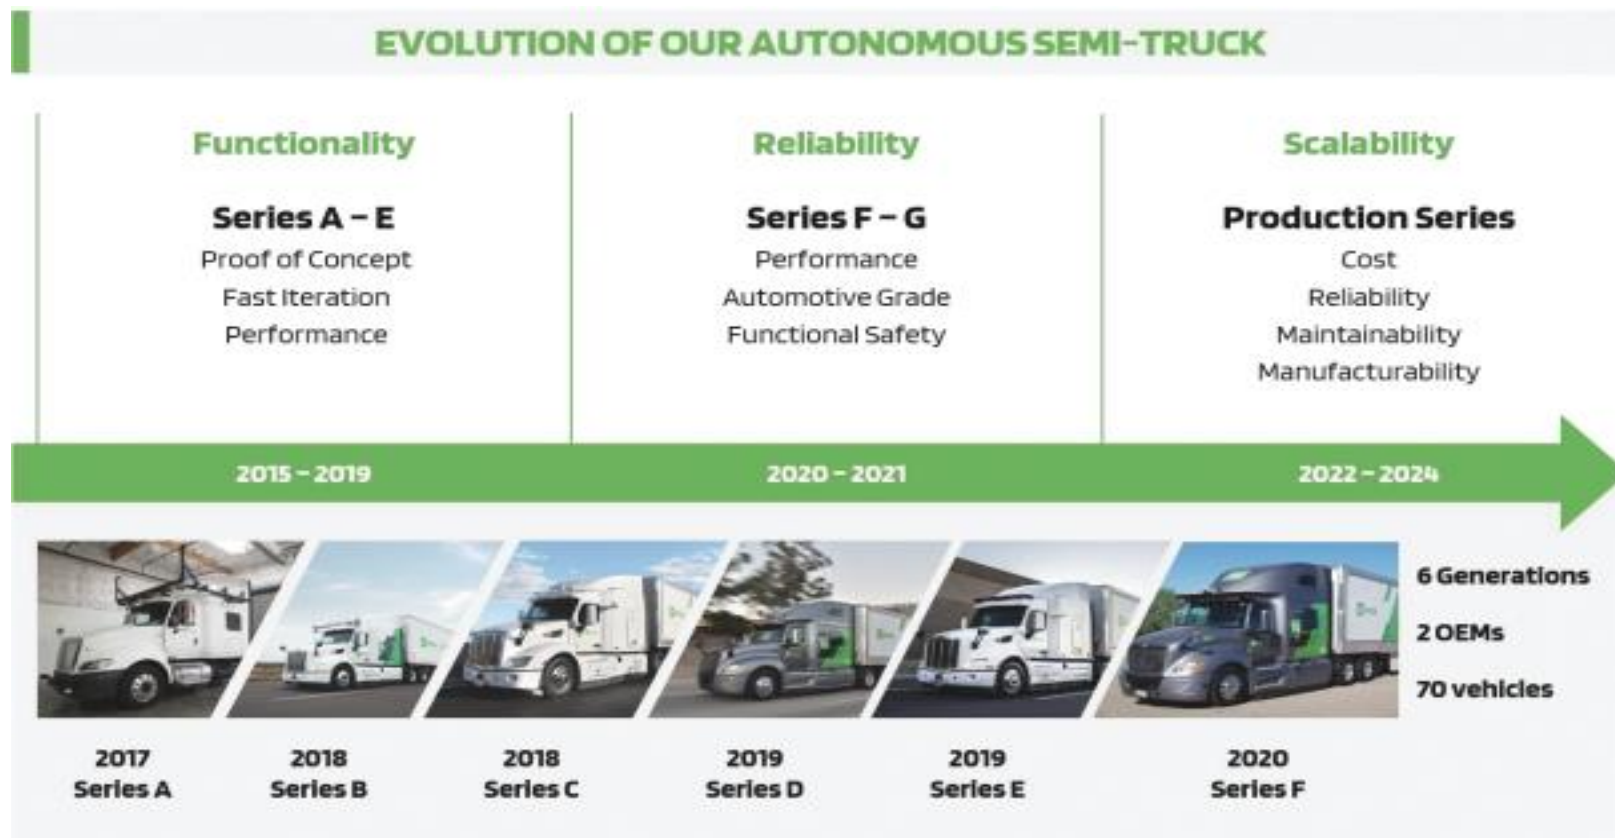 EVOLUTION OF OUR AUTONOMOUS SEMI-TRUCK
Functionality
Series A – E
Proof of Concept
Fast Iteration
Performance
Reliability
Series F – G
Performance
Automotive Grade
Functional Safety
Scalability
Production Series
Cost
Reliability
Maintainability
Manufacturability
2015 – 2019
2020 – 2021
2022 – 2024
6 Generations
2 OEMs
70 vehicles
2017
Series A
2018
Series B
2018
Series C
2019
Series D
2019
Series E
2020
Series F